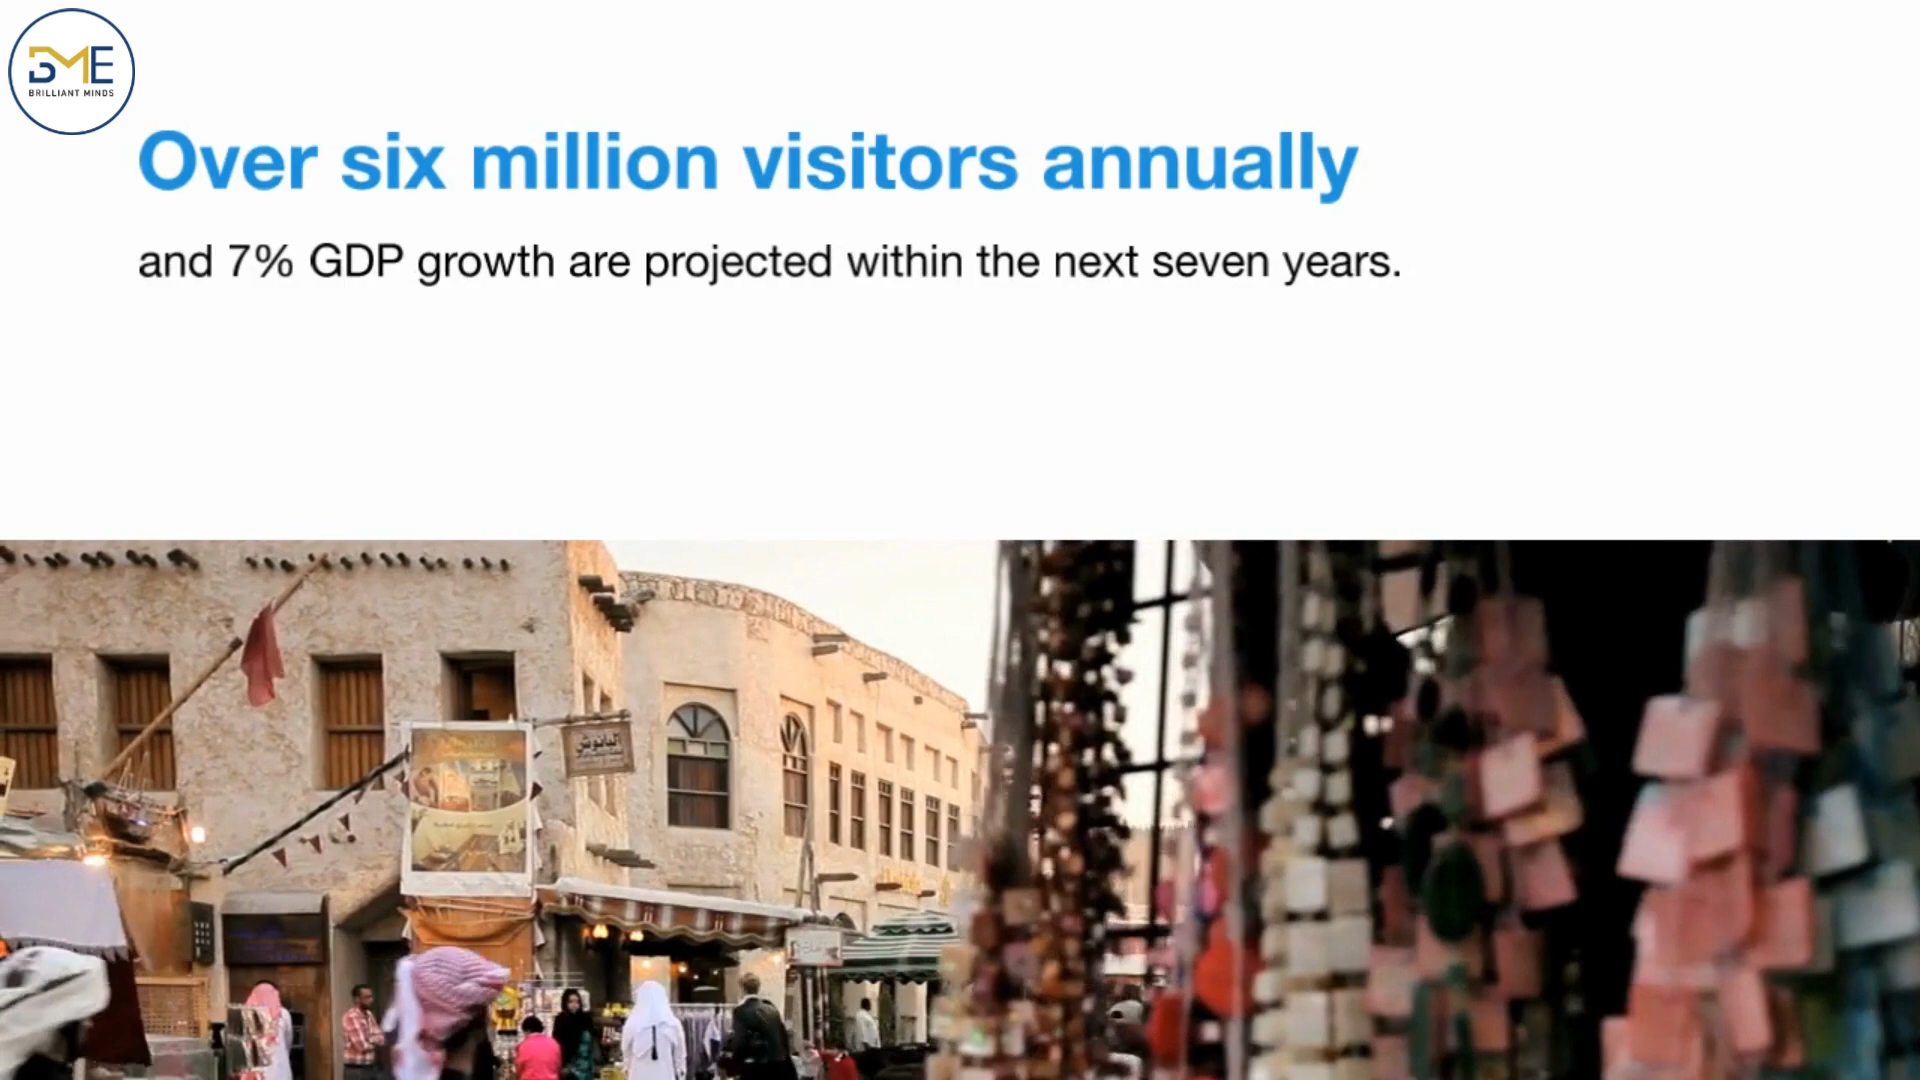 BME
BRILLIANT MINDS
Over six million visitors annually
and 7% GDP growth are projected within the next seven years.
البانوش